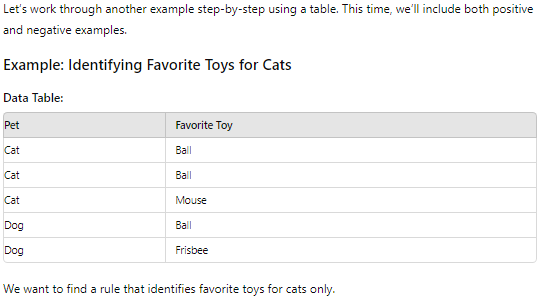 Let's work through another example step-by-step using a table. This time, we'll include both positive
and negative examples.
Example: Identifying Favorite Toys for Cats
Data Table:
Pet Favorite Toy
Cat Ball
Cat Ball
Cat Mouse
Dog Ball
Dog Frisbee
We want to find a rule that identifies favorite toys for cats only.